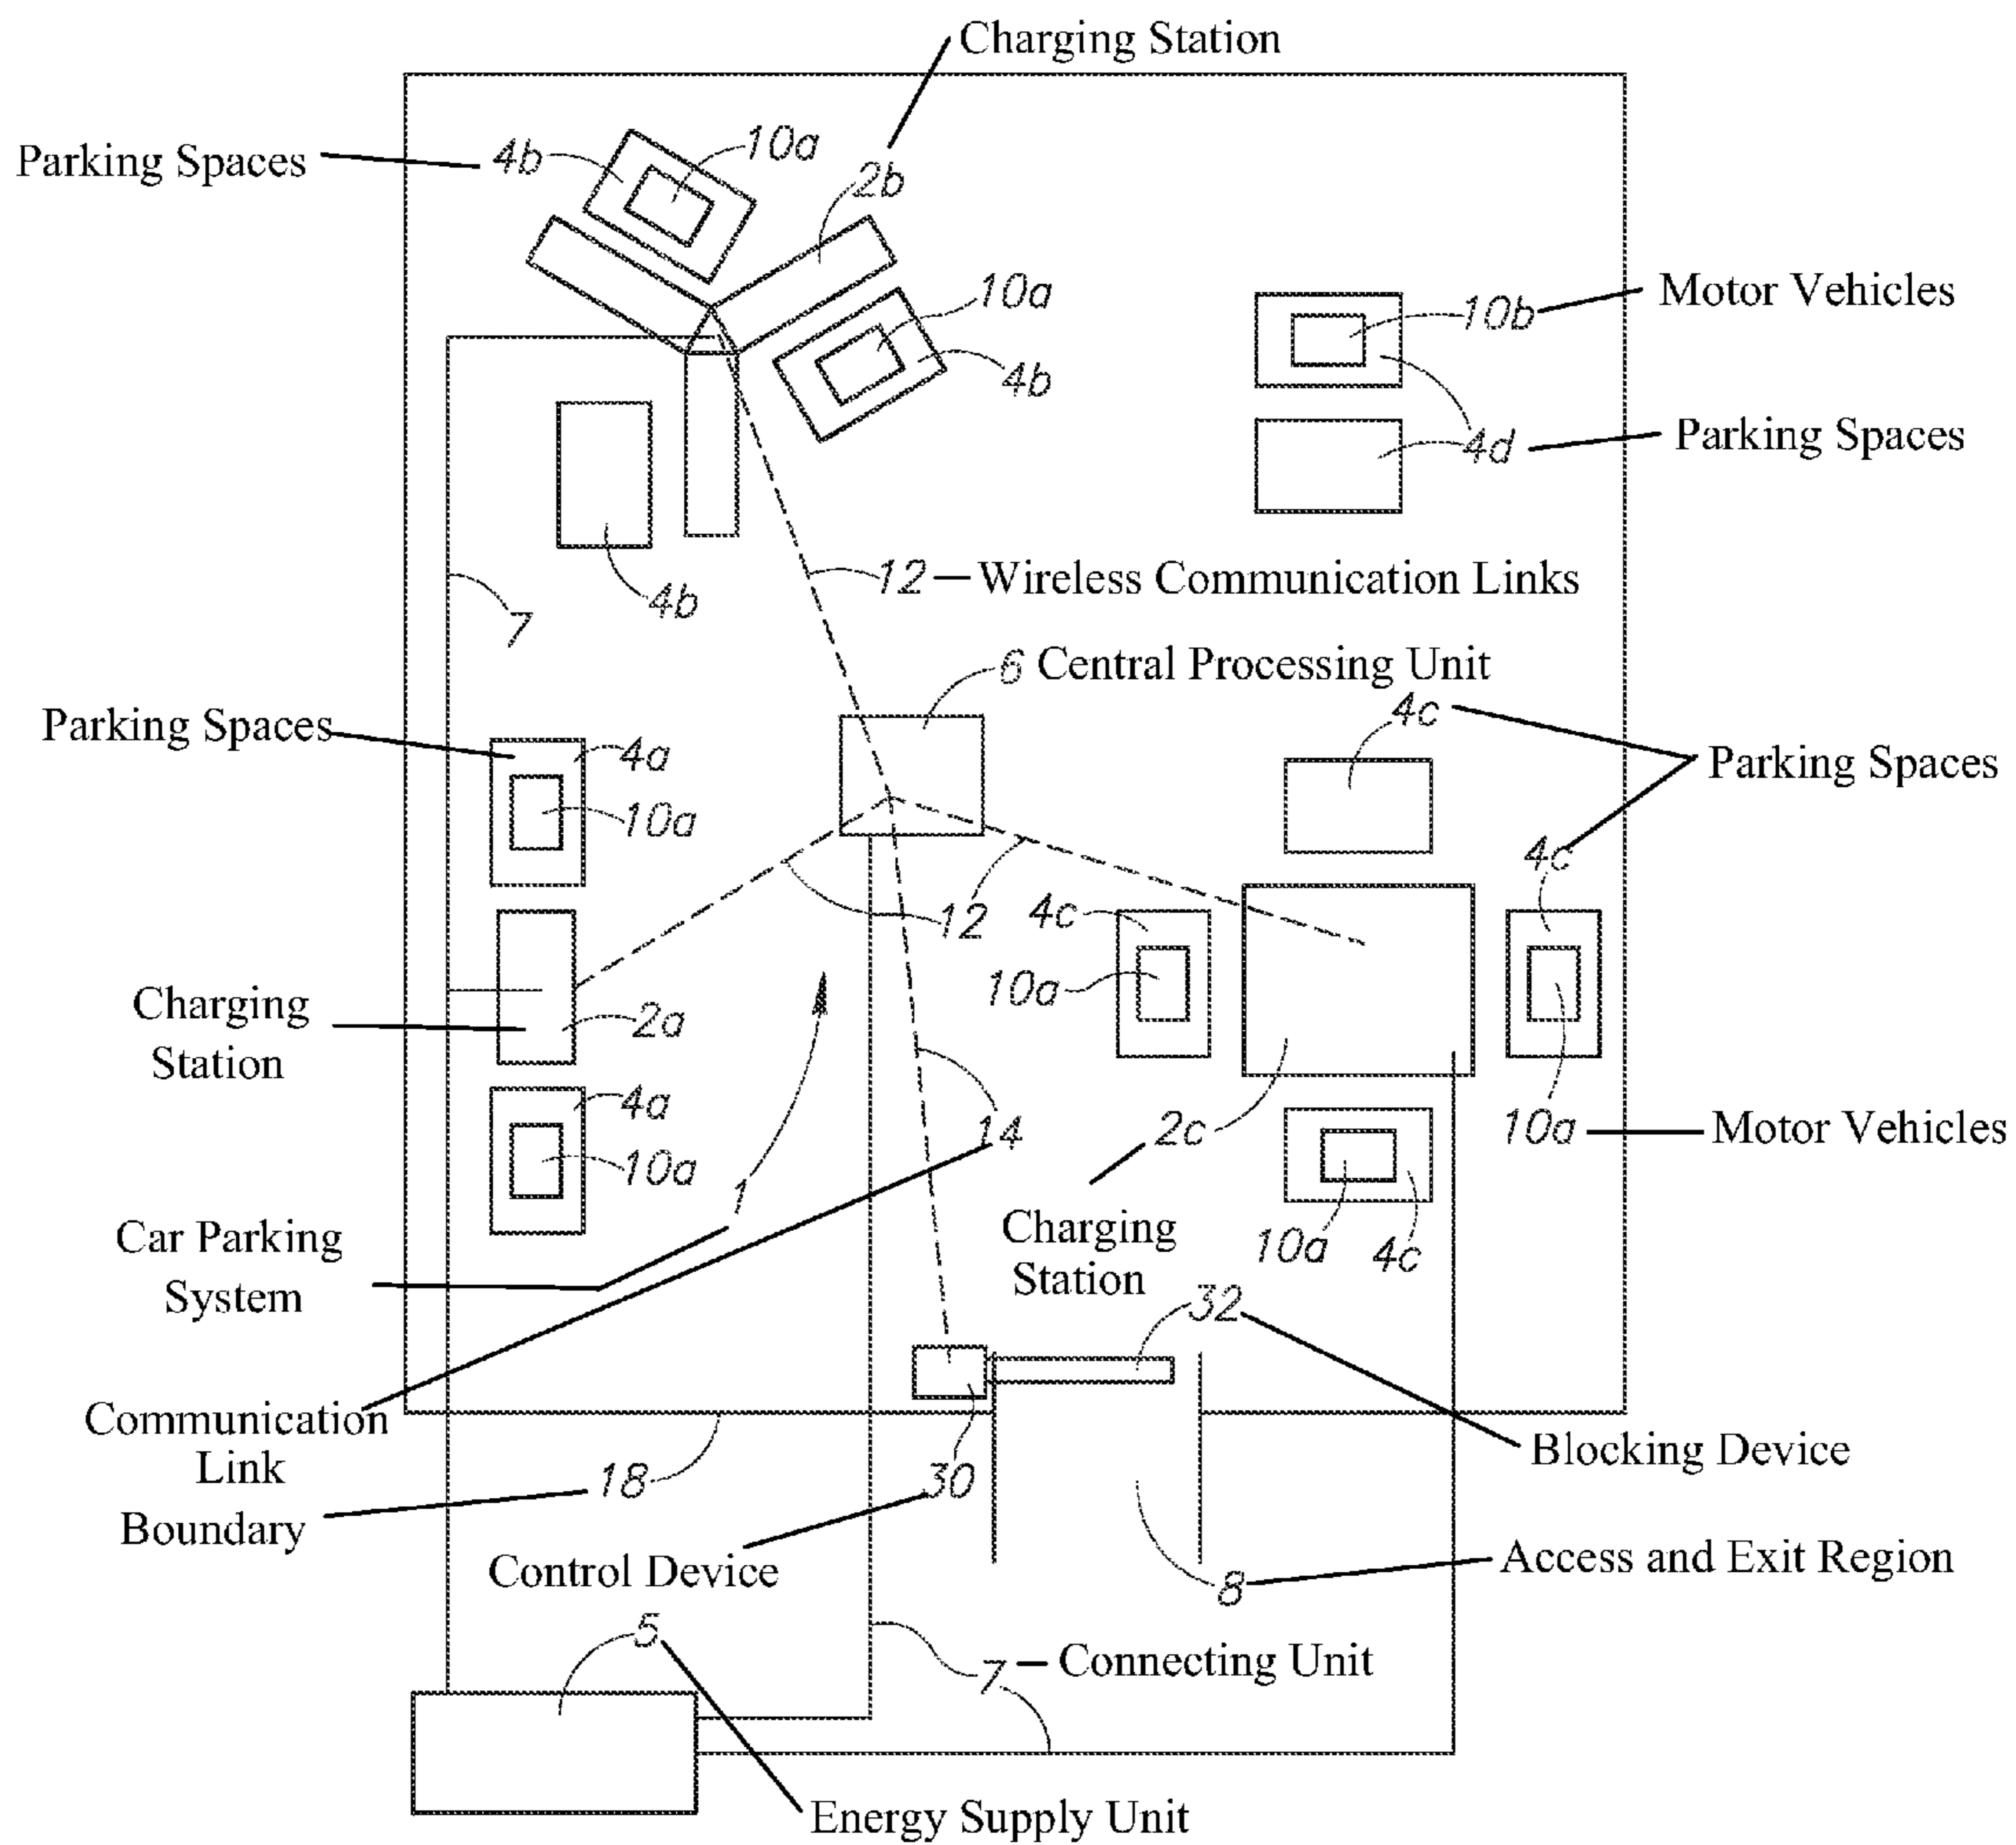 Charging Station
Parking Spaces
4b
10a
2b
10a
4b
Motor Vehicles
10b
4d
Parking Spaces
12
Wireless Communication Links
4b
7
6
Central Processing Unit
4c
Parking Spaces
4a
10a
Parking Spaces
4c
12
4c
10a
Charging
Station
2a
4a
10a
14
2c
10a
Motor Vehicles
1
Car Parking
System
Charging
Station
10a
4c
32
Communication
Link
Boundary
18
30
Blocking Device
Control Device
8
Access and Exit Region
5
7
Connecting Unit
Energy Supply Unit